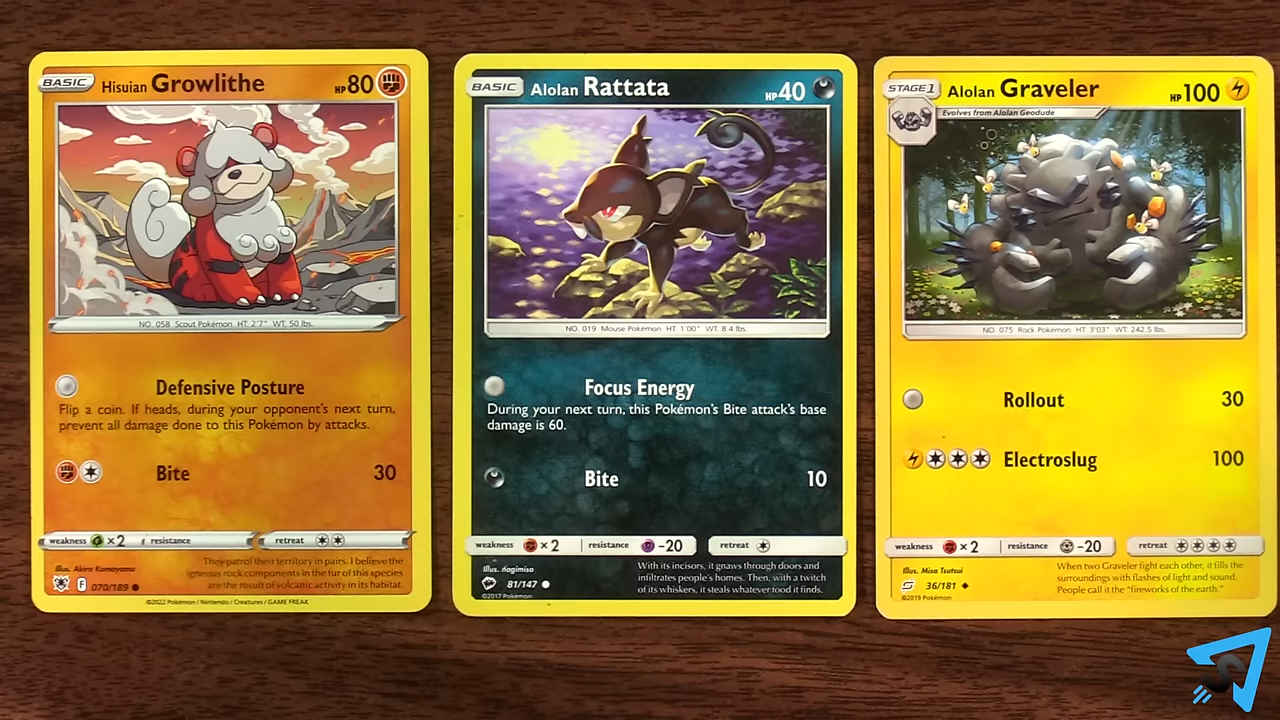 BASIC Hisuian Growlithe HP 80
NO. 058 Scout Pokémon HT: 2'7" WT: 50 lbs.
Defensive Posture
Flip a coin. If heads, during your opponent's next turn,
prevent all damage done to this Pokémon by attacks.
Bite 30
weakness ×2 resistance retreat
Illus. Akira Komayama
They patrol their territory in pairs. I believe the
igneous rock components in the fur of this species
are the result of volcanic activity in its habitat.
F 070/189
©2022 Pokémon / Nintendo / Creatures / GAME FREAK
BASIC Alolan Rattata HP 40
NO. 019 Mouse Pokémon HT: 1'00" WT: 8.4 lbs.
Focus Energy
During your next turn, this Pokémon's Bite attack's base
damage is 60.
Bite 10
weakness ×2 resistance -20 retreat
Illus. nagimiso
81/147
©2017 Pokémon
With its incisors, it gnaws through doors and
infiltrates people's homes. Then, with a twitch
of its whiskers, it steals whatever food it finds.
STAGE 1 Alolan Graveler HP 100
Evolves from Alolan Geodude
NO. 075 Rock Pokémon HT: 3'03" WT: 242.5 lbs.
Rollout 30
Electroslug 100
weakness ×2 resistance -20 retreat
Illus. Misa Tsutsui
36/181
©2019 Pokémon
When two Graveler fight each other, it fills the
surroundings with flashes of light and sound.
People call it the "fireworks of the earth."
S